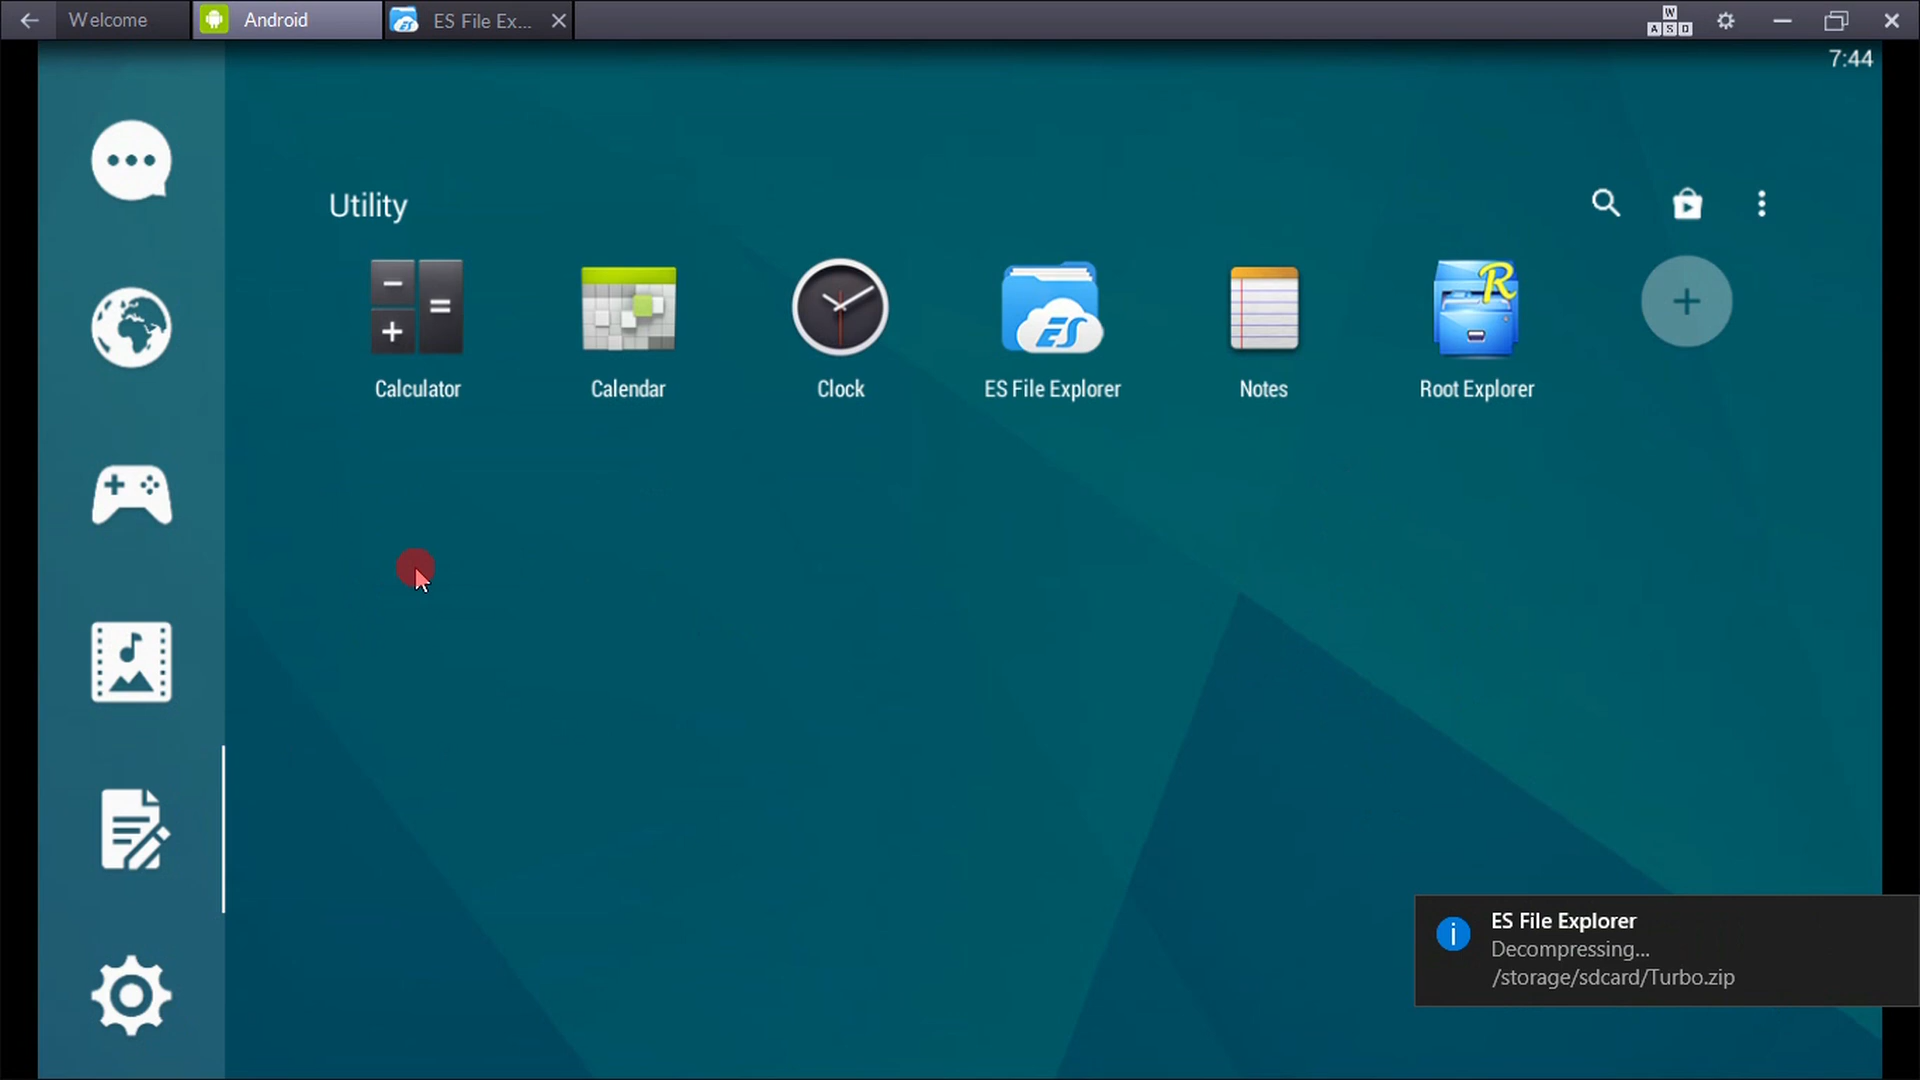 Welcome
Android
ES File Ex...
W
A S D
7:44
Utility
Calculator
Calendar
Clock
ES File Explorer
Notes
Root Explorer
ES File Explorer
Decompressing...
/storage/sdcard/Turbo.zip